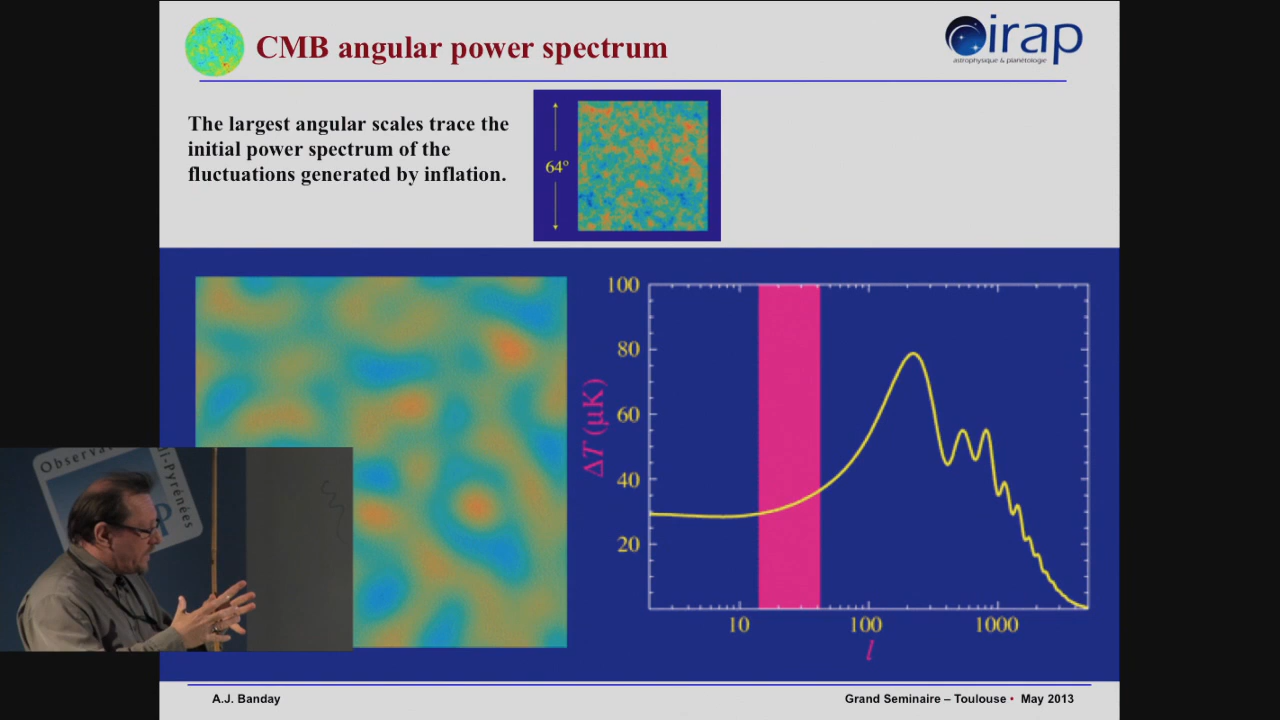 CMB angular power spectrum
irap
astrophysique & planétologie
The largest angular scales trace the
initial power spectrum of the
fluctuations generated by inflation.
64°
100
80
60
40
20
ΔT (µK)
10
100
1000
l
A.J. Banday
Grand Seminaire – Toulouse • May 2013